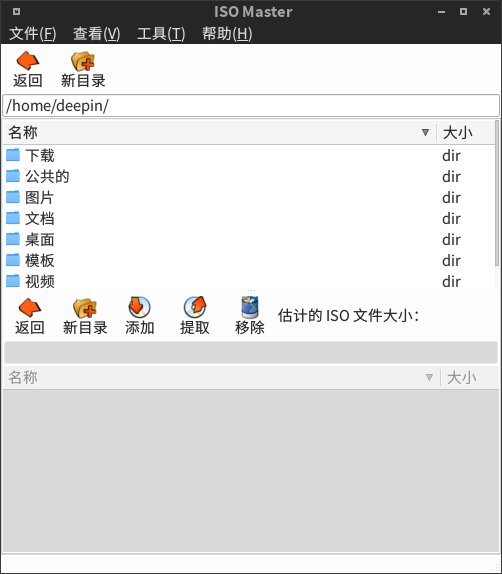 ISO Master
文件(F) 查看(V) 工具(T) 帮助(H)
返回 新目录
/home/deepin/
名称 大小
下载 dir
公共的 dir
图片 dir
文档 dir
桌面 dir
模板 dir
视频 dir
返回 新目录 添加 提取 移除 估计的 ISO 文件大小:
名称 大小